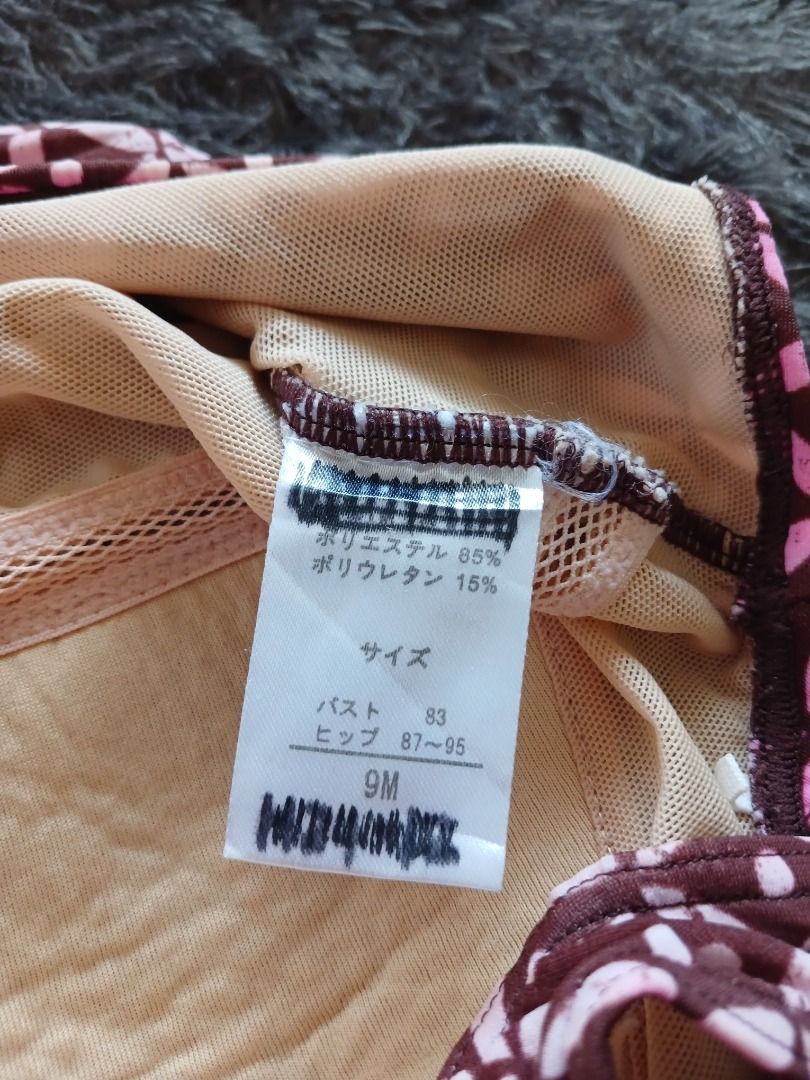 ポリエステル 85%
ポリウレタン 15%
サイズ
バスト 83
ヒップ 87〜95
9M